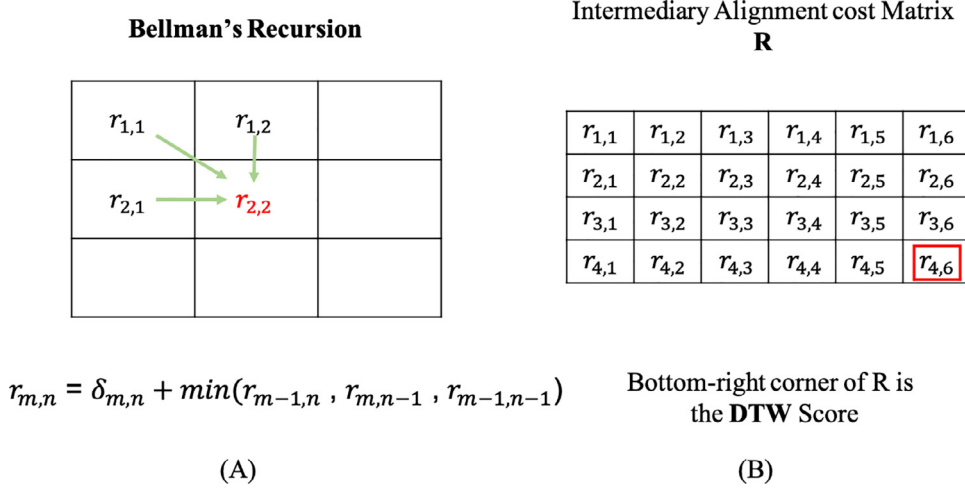 Bellman's Recursion
r1,1 r1,2
r2,1 r2,2
rm,n = δm,n + min(rm−1,n , rm,n−1 , rm−1,n−1)
(A)
Intermediary Alignment cost Matrix
R
r1,1 r1,2 r1,3 r1,4 r1,5 r1,6
r2,1 r2,2 r2,3 r2,4 r2,5 r2,6
r3,1 r3,2 r3,3 r3,4 r3,5 r3,6
r4,1 r4,2 r4,3 r4,4 r4,5 r4,6
Bottom-right corner of R is
the DTW Score
(B)